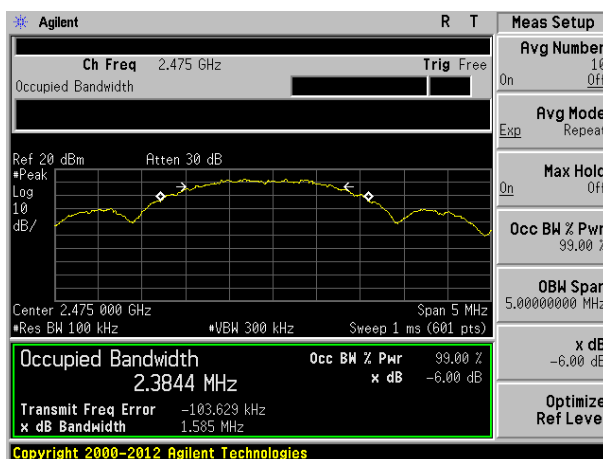 Agilent R T
Ch Freq 2.475 GHz Trig Free
Occupied Bandwidth
Ref 20 dBm Atten 30 dB
#Peak
Log
10
dB/
Center 2.475 000 GHz Span 5 MHz
#Res BW 100 kHz #VBW 300 kHz Sweep 1 ms (601 pts)
Occupied Bandwidth Occ BW % Pwr 99.00 %
2.3844 MHz x dB -6.00 dB
Transmit Freq Error -103.629 kHz
x dB Bandwidth 1.585 MHz
Copyright 2000-2012 Agilent Technologies
Meas Setup
Avg Number
10
On Off
Avg Mode
Exp Repeat
Max Hold
On Off
Occ BW % Pwr
99.00 %
OBW Span
5.00000000 MHz
x dB
-6.00 dB
Optimize
Ref Level